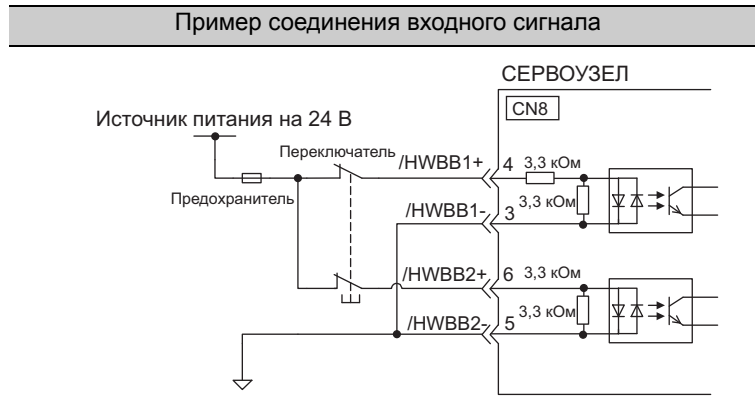 Пример соединения входного сигнала
СЕРВОУЗЕЛ
CN8
Источник питания на 24 В
Переключатель
Предохранитель
/HWBB1+
4
3,3 кОм
/HWBB1-
3
3,3 кОм
/HWBB2+
6
3,3 кОм
/HWBB2-
5
3,3 кОм